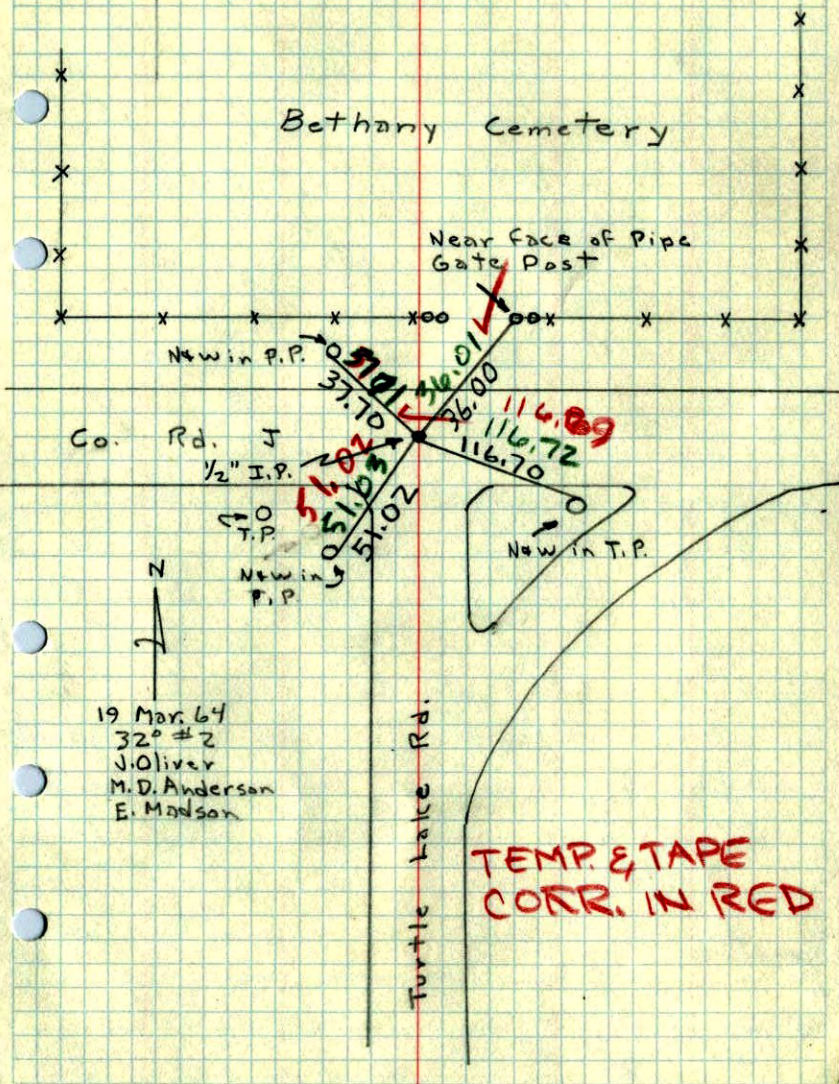 Bethany Cemetery
Near Face of Pipe
Gate Post
N&W in P.P.
37.70
36.01
36.00
116.72
116.70
Co. Rd. J
1/2" I.P.
51.02
51.03
51.02
T.P.
N&W in
P.P.
N&W in T.P.
N
19 Mar. 64
32° #2
J. Oliver
M.D. Anderson
E. Madson
Turtle Lake Rd.
TEMP. & TAPE
CORR. IN RED